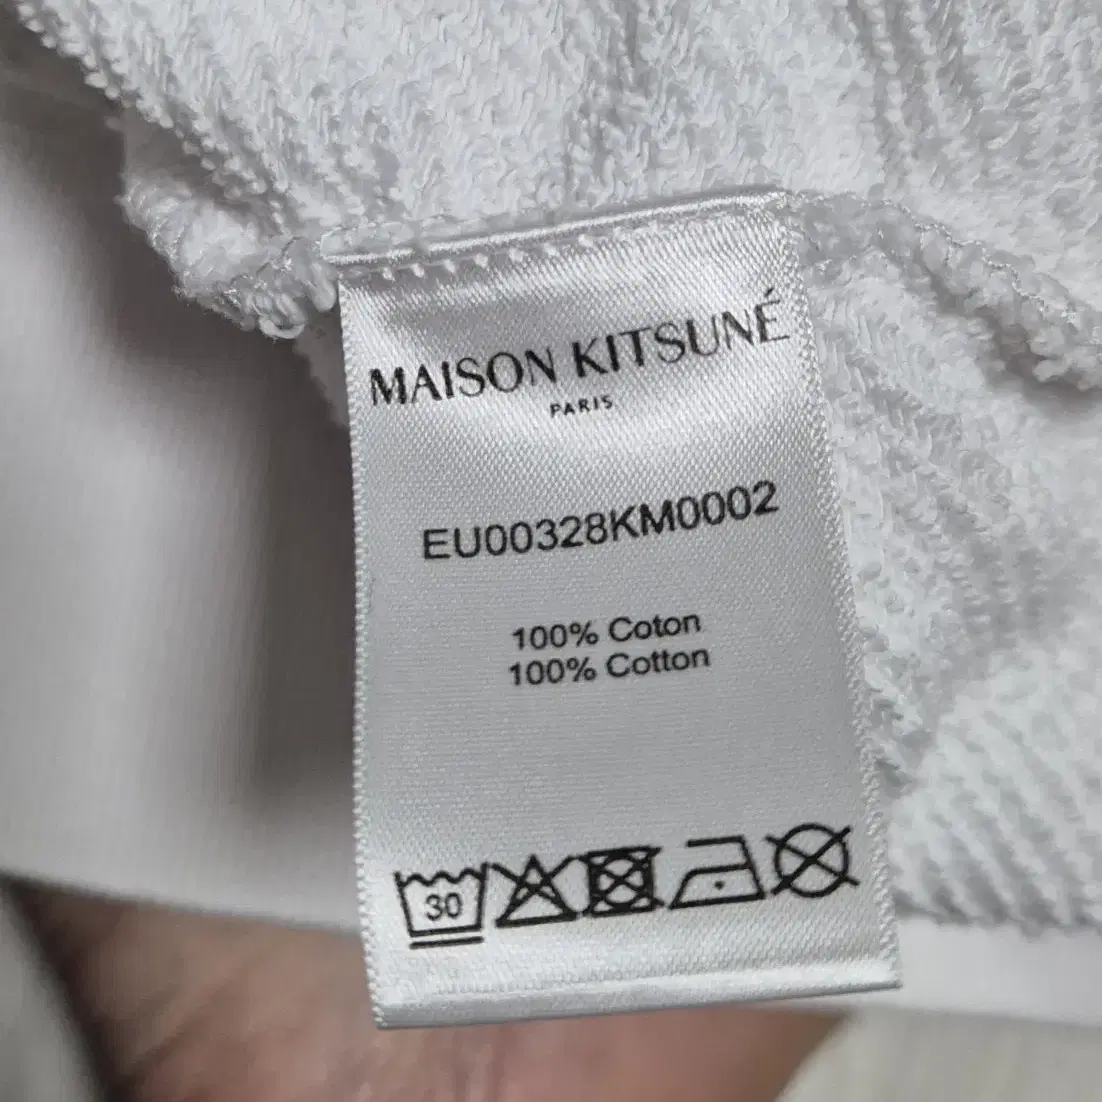 MAISON KITSUNÉ
PARIS
EU00328KM0002
100% Coton
100% Cotton
30